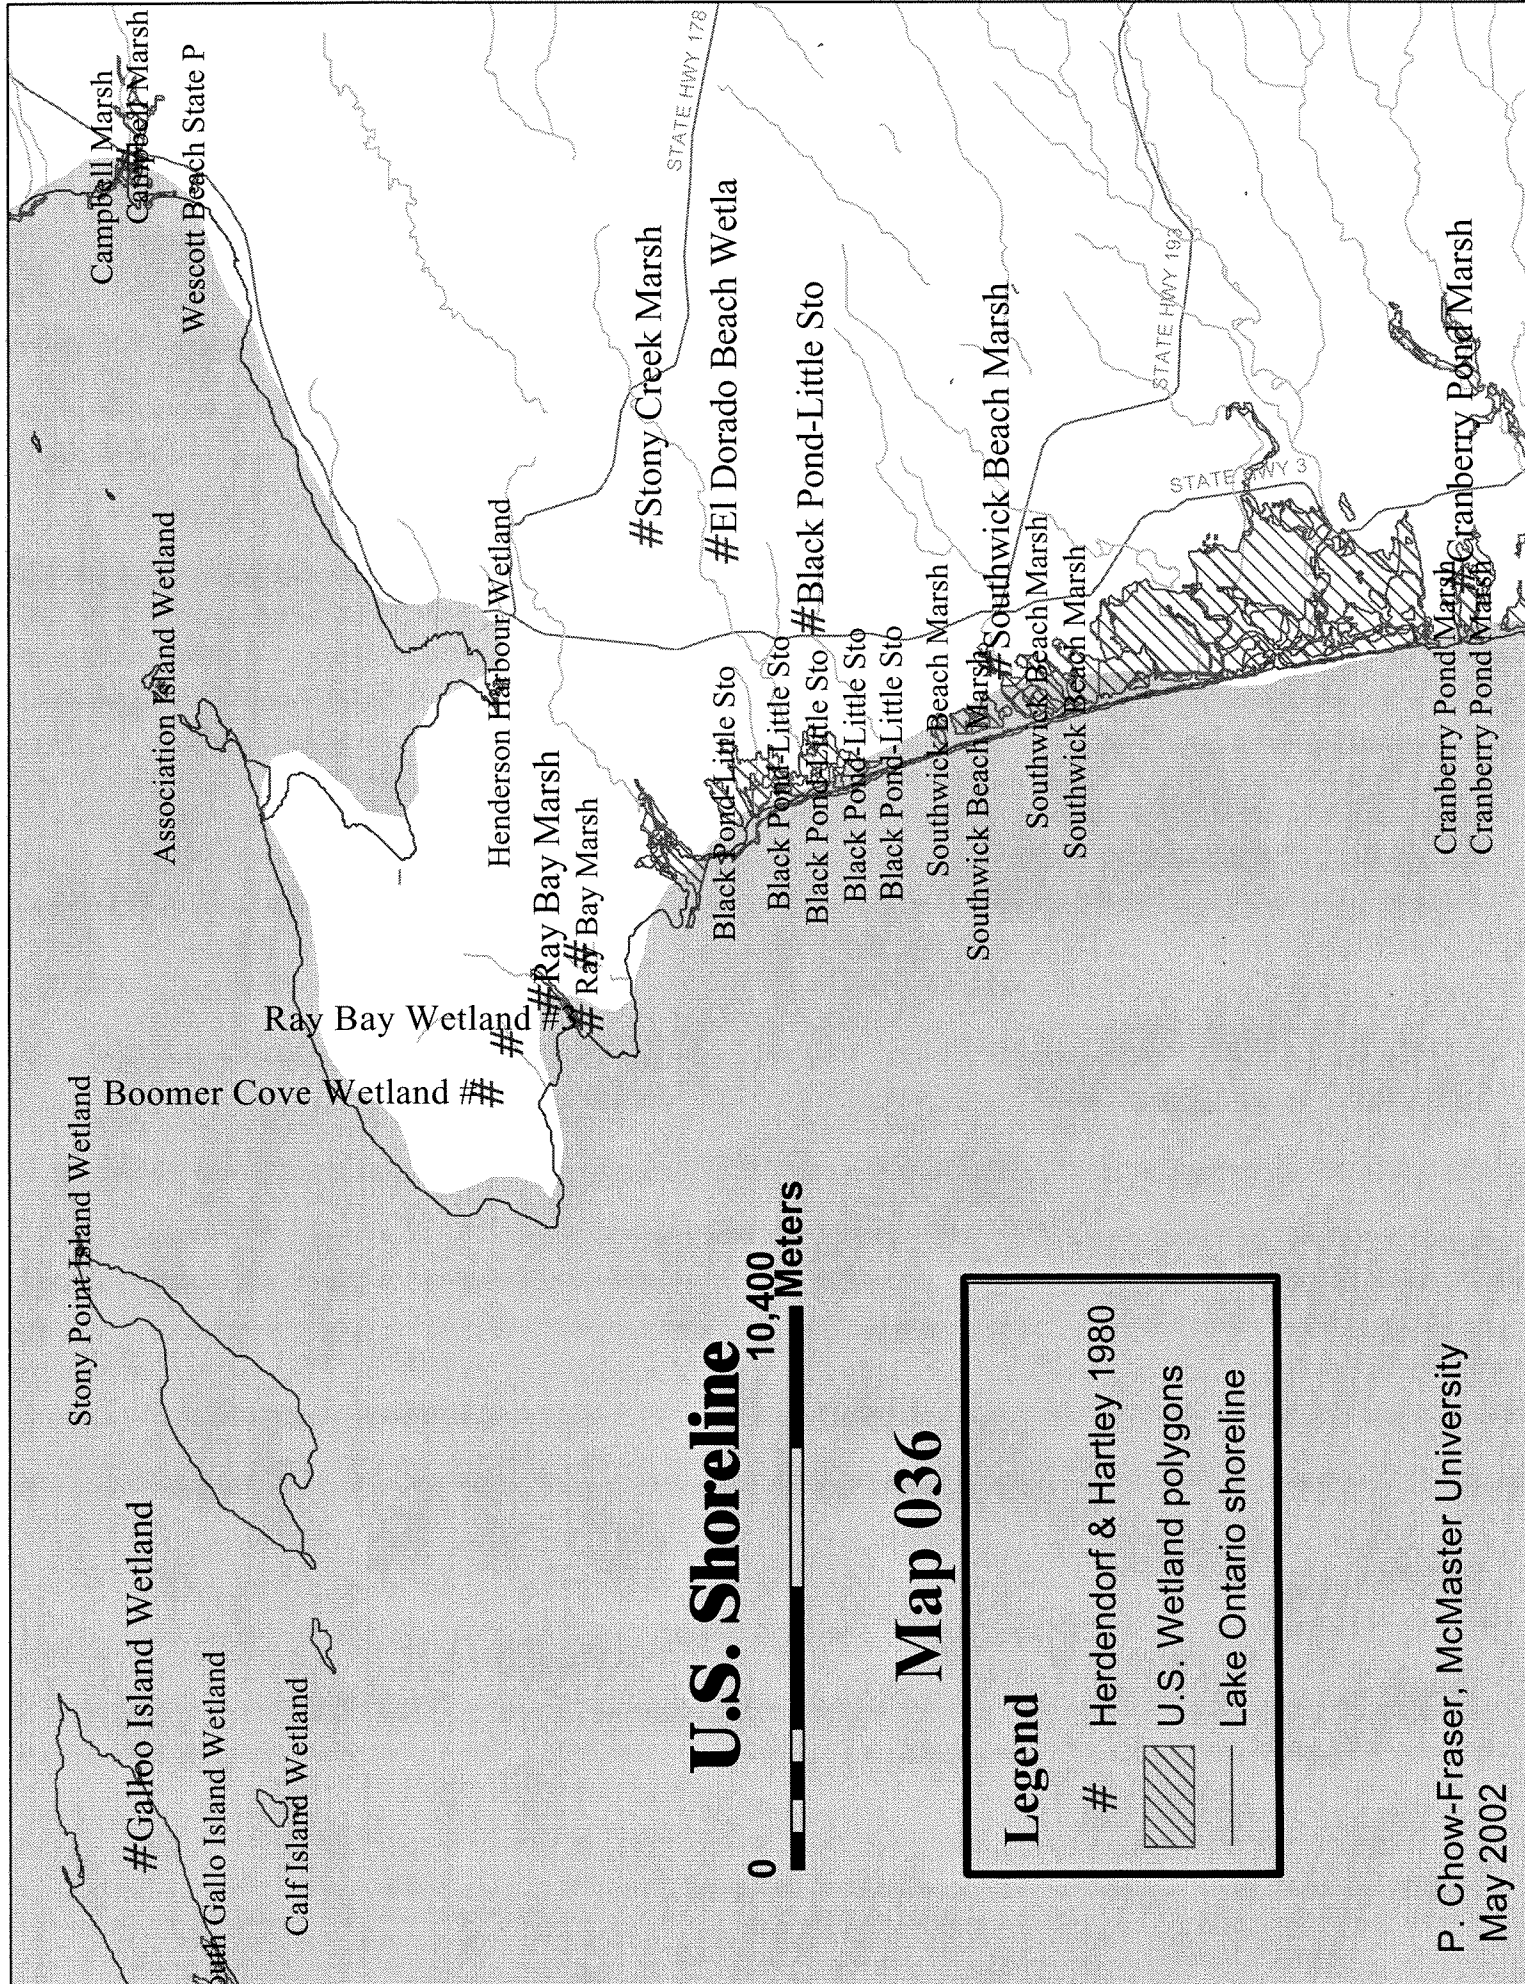 Campbell Marsh
Campbell Marsh
Wescott Beach State P
STATE HWY 178
Association Island Wetland
Henderson Harbour Wetland
#Stony Creek Marsh
#El Dorado Beach Wetla
#Black Pond-Little Sto
Black Pond-Little Sto
Black Pond-Little Sto
Black Pond-Little Sto
Black Pond-Little Sto
Black Pond-Little Sto
#Southwick Beach Marsh
Southwick Beach Marsh
Southwick Beach Marsh
Southwick Beach Marsh
Southwick Beach Marsh
STATE HWY 193
STATE HWY 3
#Cranberry Pond Marsh
Cranberry Pond Marsh
Cranberry Pond Marsh
#Ray Bay Marsh
# Ray Bay Marsh
Ray Bay Wetland #
#
#
Boomer Cove Wetland #
#
Stony Point Island Wetland
#Galloo Island Wetland
outh Gallo Island Wetland
Calf Island Wetland
U.S. Shoreline
0 10,400
Meters
Map 036
Legend
# Herdendorf & Hartley 1980
U.S. Wetland polygons
Lake Ontario shoreline
P. Chow-Fraser, McMaster University
May 2002